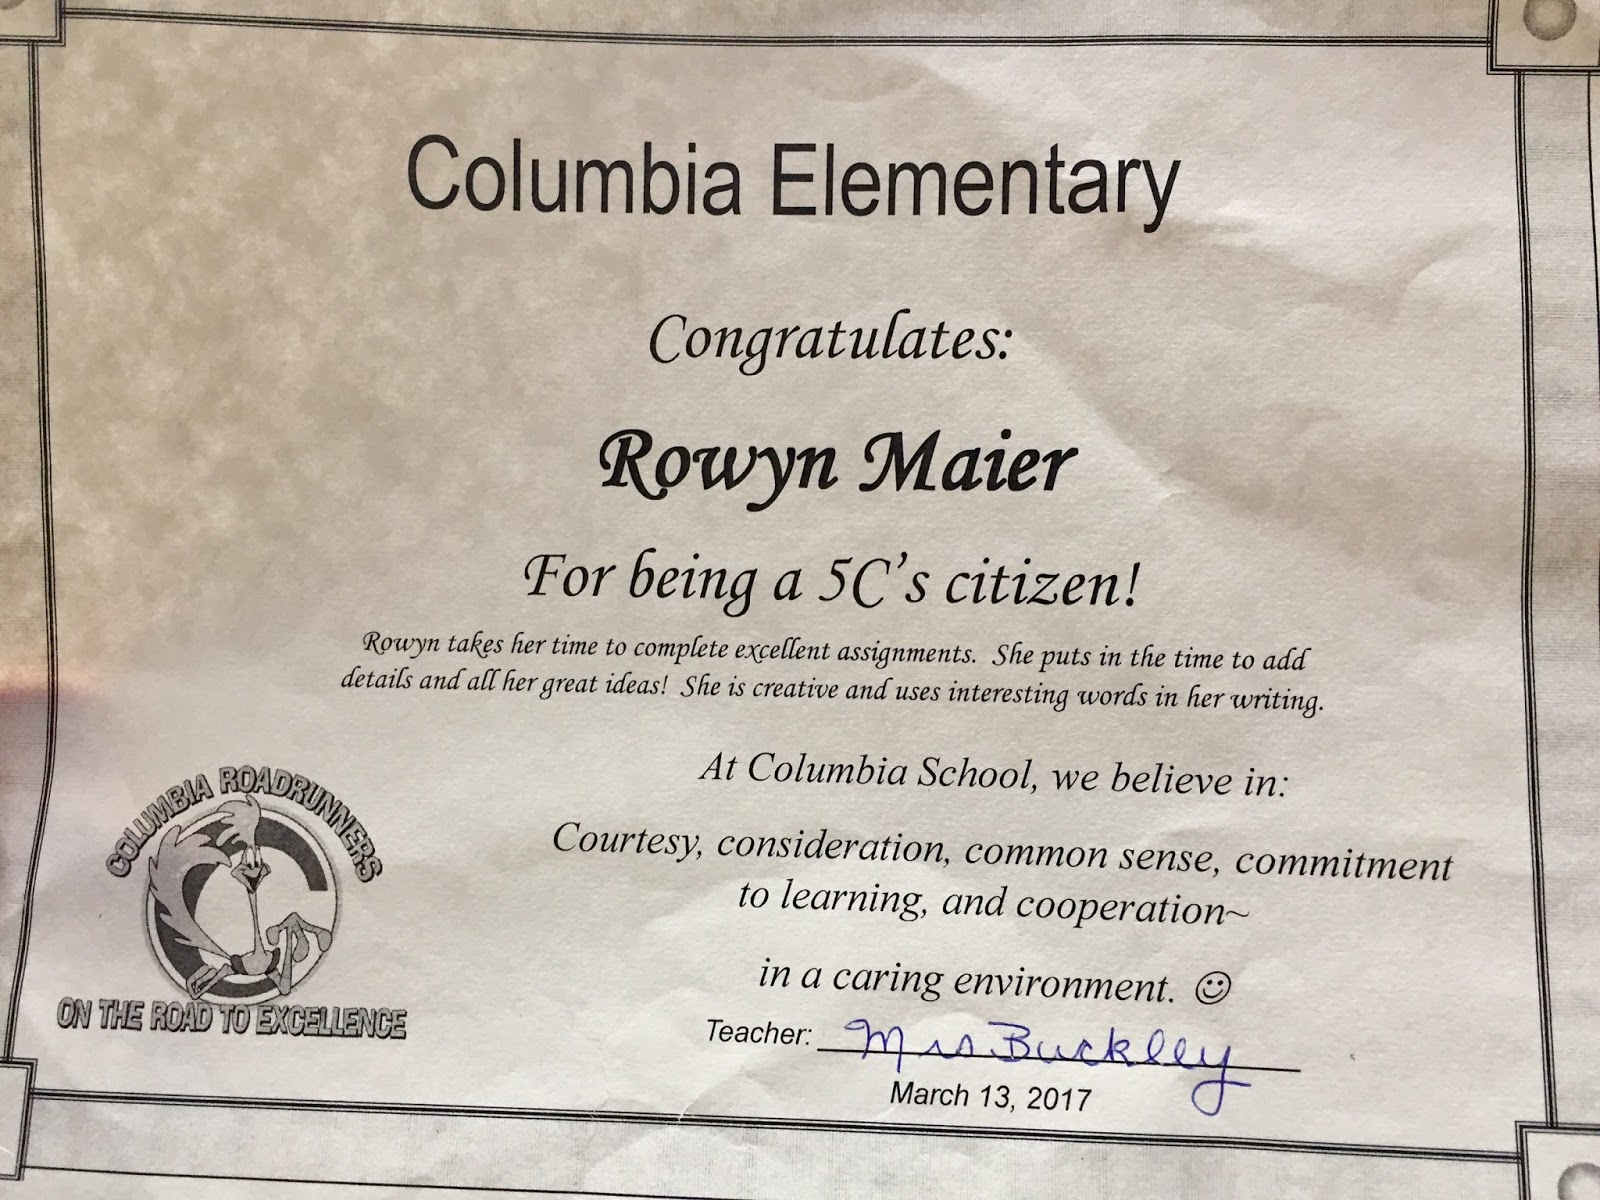 Columbia Elementary
Congratulates:
Rowyn Maier
For being a 5C's citizen!
Rowyn takes her time to complete excellent assignments.  She puts in the time to add
details and all her great ideas!  She is creative and uses interesting words in her writing.
At Columbia School, we believe in:
Courtesy, consideration, common sense, commitment
to learning, and cooperation~
in a caring environment. ☺
COLUMBIA ROADRUNNERS
ON THE ROAD TO EXCELLENCE
Teacher: Mrs Buckley
March 13, 2017